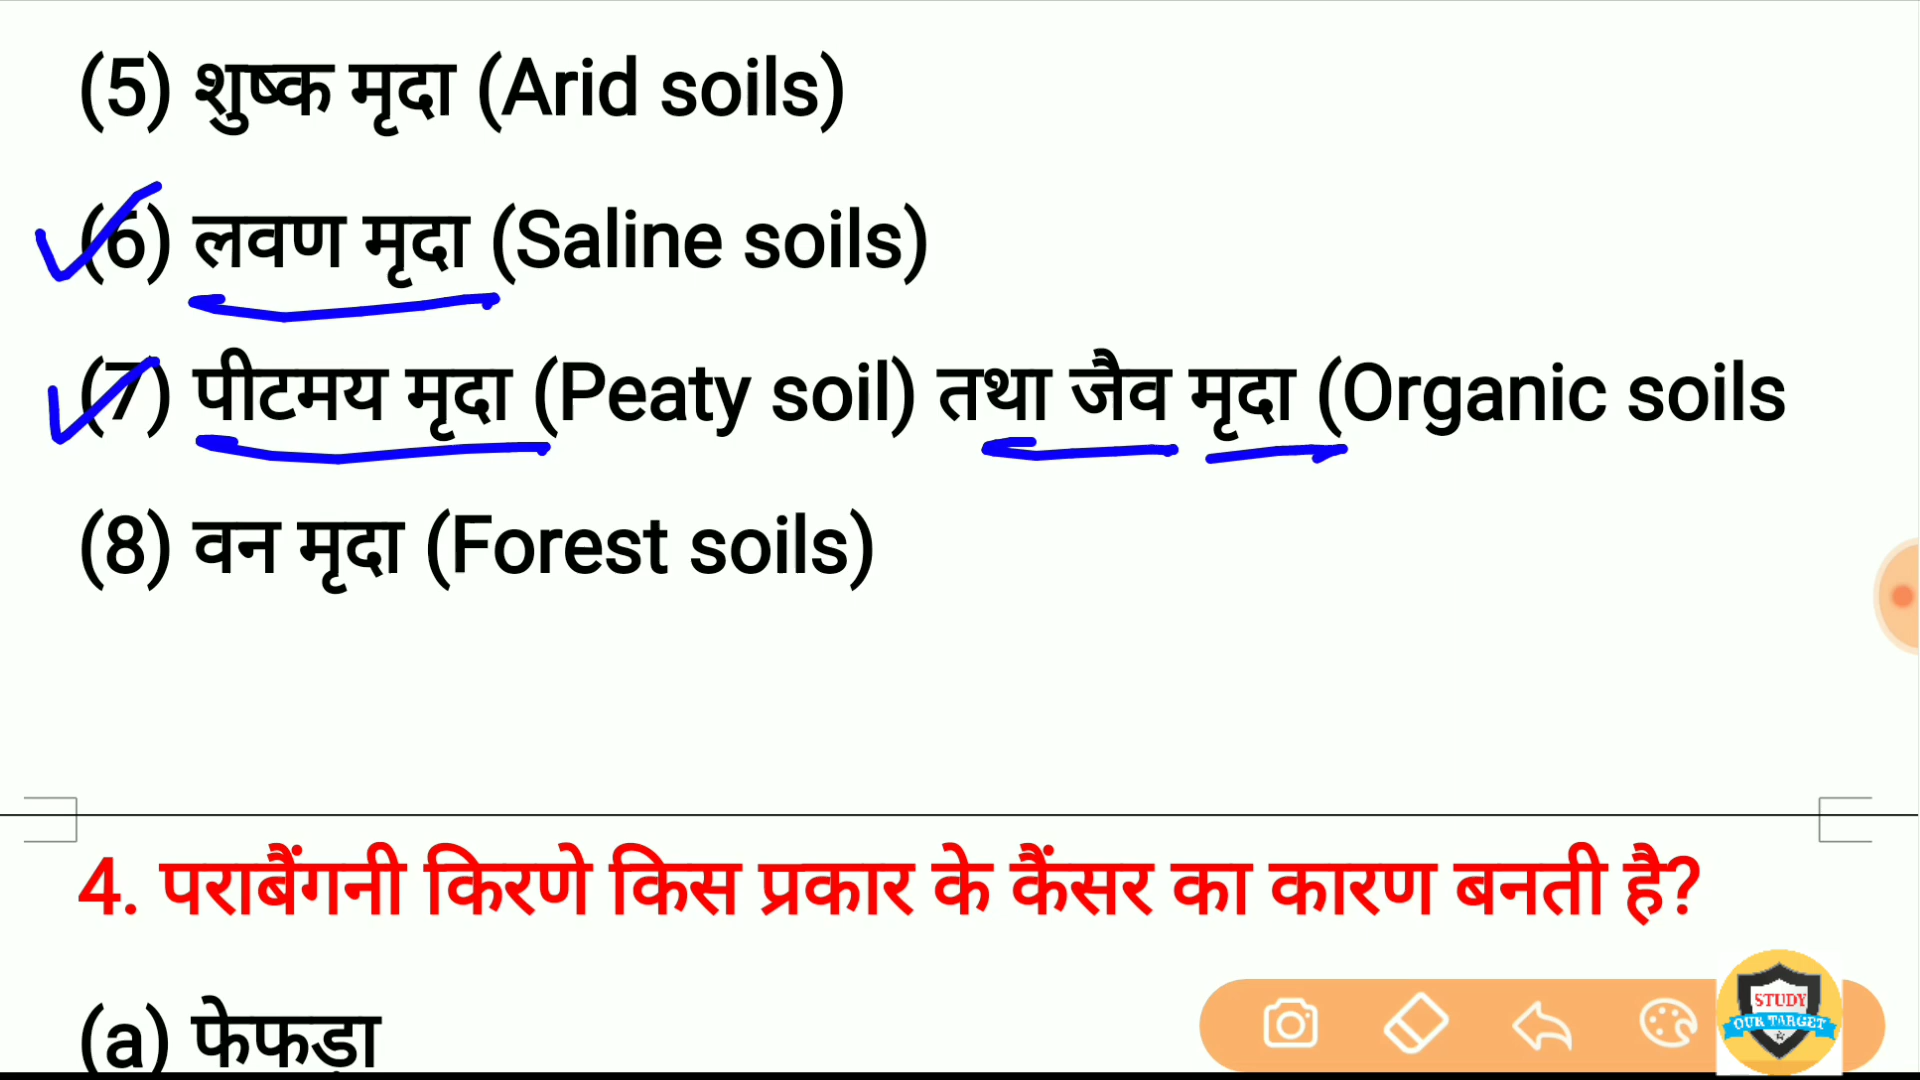 (5) शुष्क मृदा (Arid soils)
(6) लवण मृदा (Saline soils)
(7) पीटमय मृदा (Peaty soil) तथा जैव मृदा (Organic soils
(8) वन मृदा (Forest soils)
4. पराबैंगनी किरणे किस प्रकार के कैंसर का कारण बनती है?
(a) फेफड़ा
STUDY
OUR TARGET